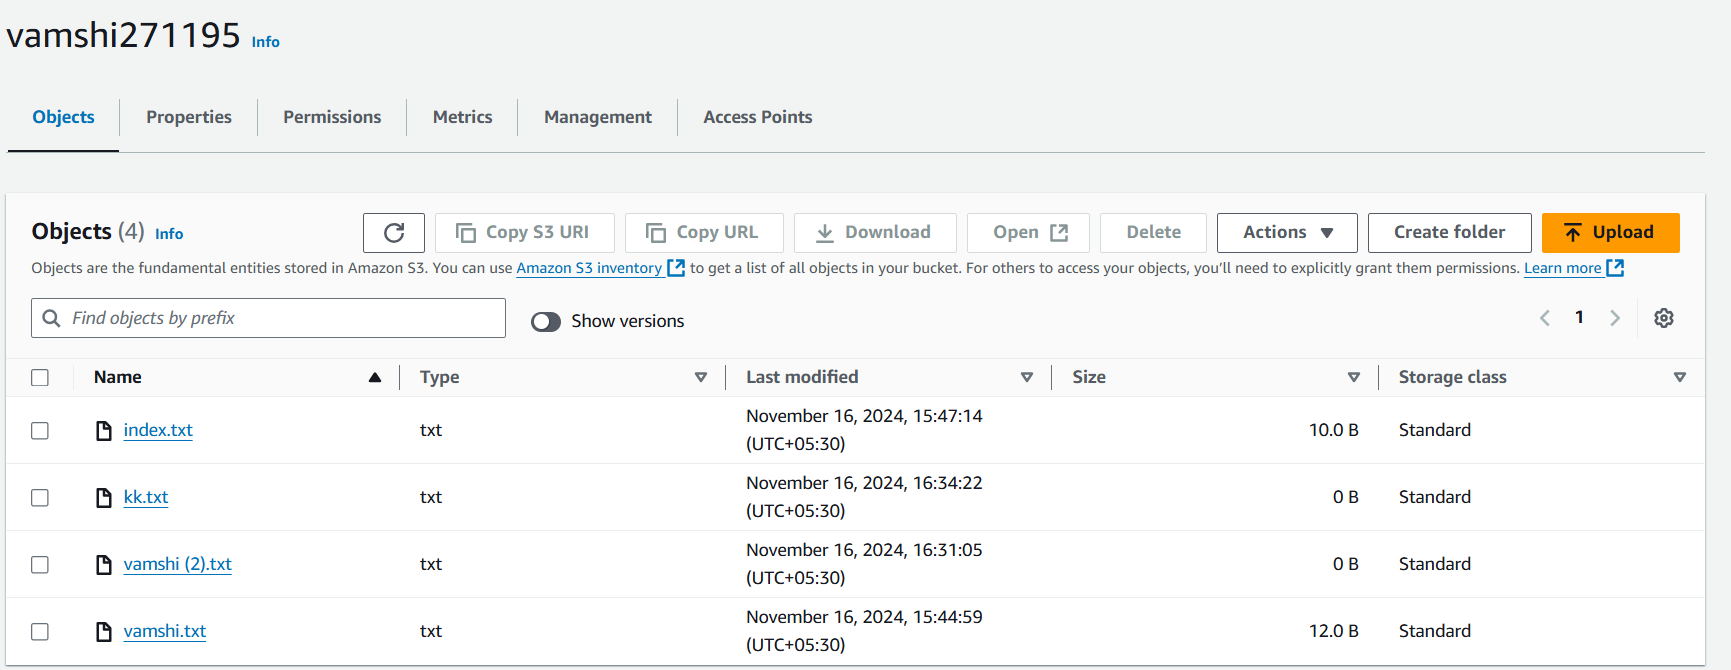 vamshi271195 Info
Objects Properties Permissions Metrics Management Access Points
Objects (4) Info Copy S3 URI Copy URL Download Open Delete Actions Create folder Upload
Objects are the fundamental entities stored in Amazon S3. You can use Amazon S3 inventory to get a list of all objects in your bucket. For others to access your objects, you'll need to explicitly grant them permissions. Learn more
Find objects by prefix Show versions 1
Name Type Last modified Size Storage class
index.txt txt November 16, 2024, 15:47:14 (UTC+05:30) 10.0 B Standard
kk.txt txt November 16, 2024, 16:34:22 (UTC+05:30) 0 B Standard
vamshi (2).txt txt November 16, 2024, 16:31:05 (UTC+05:30) 0 B Standard
vamshi.txt txt November 16, 2024, 15:44:59 (UTC+05:30) 12.0 B Standard